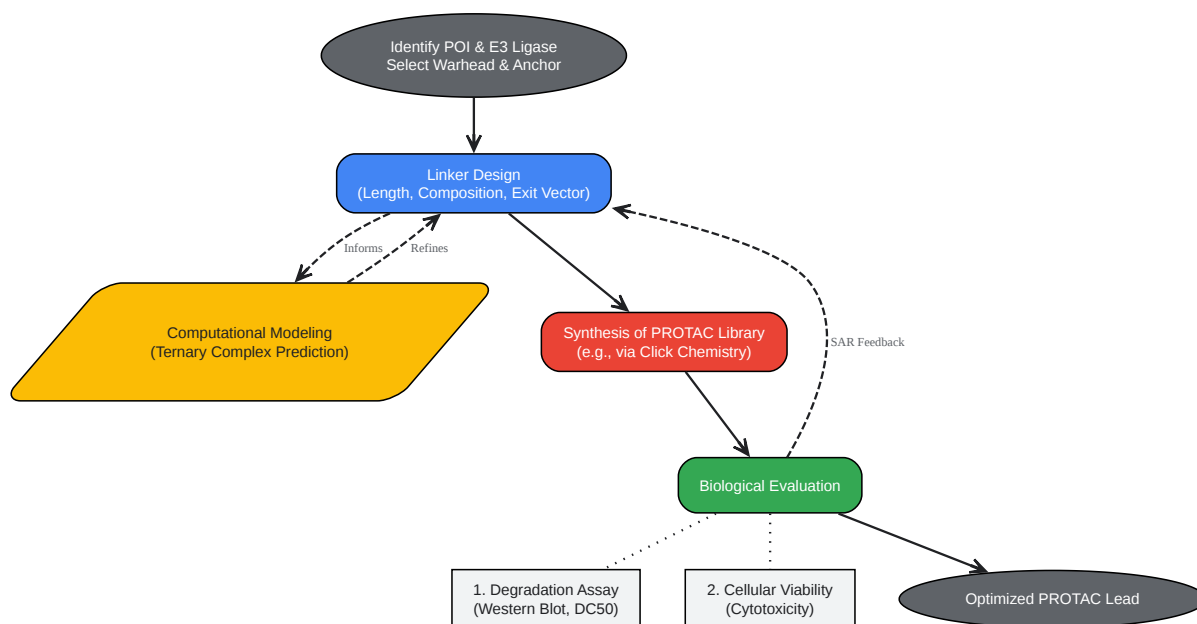 Identify POI & E3 Ligase
Select Warhead & Anchor
Linker Design
(Length, Composition, Exit Vector)
Informs
Refines
Computational Modeling
(Ternary Complex Prediction)
Synthesis of PROTAC Library
(e.g., via Click Chemistry)
SAR Feedback
Biological Evaluation
1. Degradation Assay
(Western Blot, DC50)
2. Cellular Viability
(Cytotoxicity)
Optimized PROTAC Lead